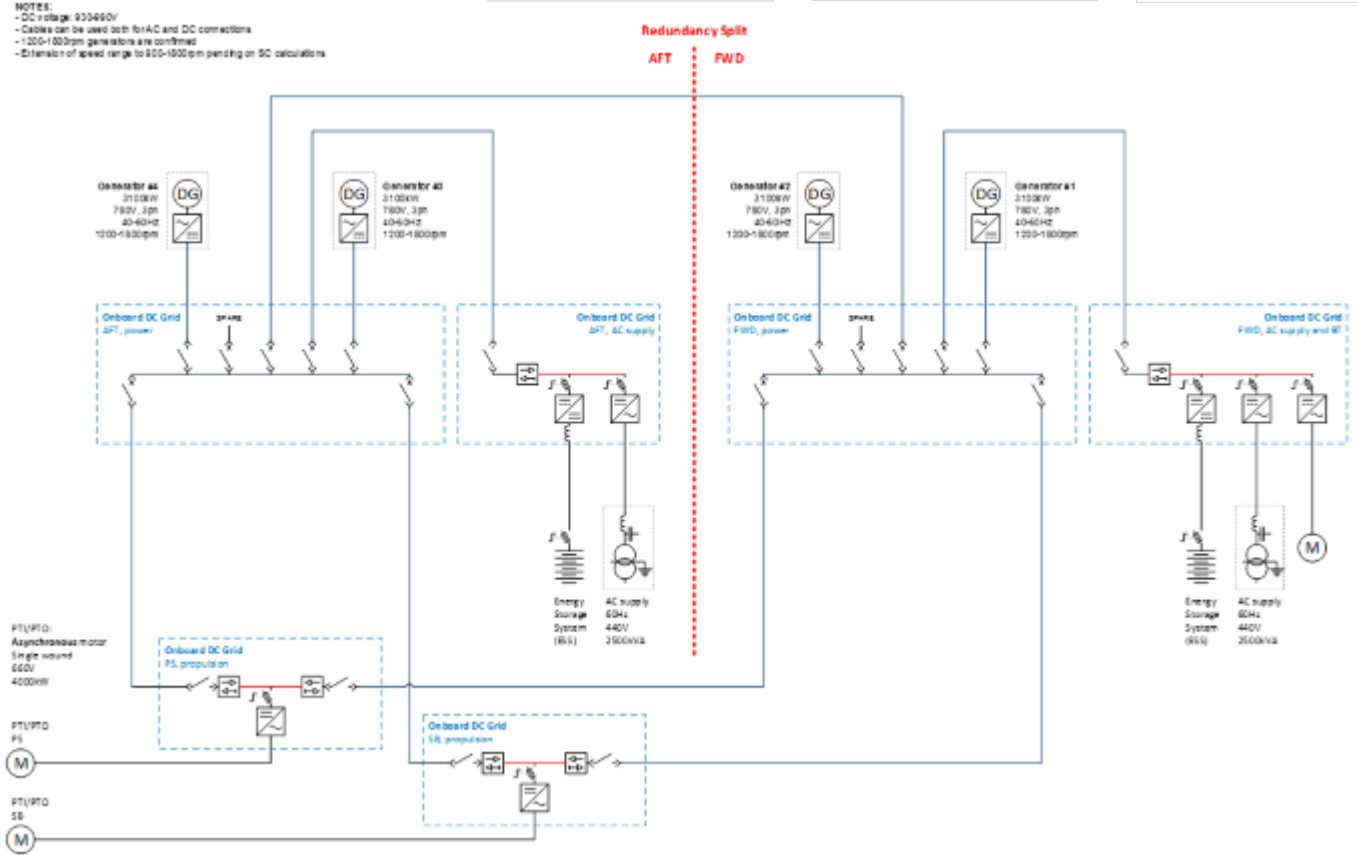 NOTES:
- DC voltage: 930-990V
- Cables can be used both for AC and DC connections
- 1200-1800rpm generators are confirmed
- Extension of speed range to 900-1800rpm pending on SC calculations
Redundancy Split
AFT
FWD
Generator #4
3100kW
780V, 3ph
40-60Hz
1200-1800rpm
DG
DG
Generator #3
3100kW
780V, 3ph
40-60Hz
1200-1800rpm
Generator #2
3100kW
780V, 3ph
40-60Hz
1200-1800rpm
DG
DG
Generator #1
3100kW
780V, 3ph
40-60Hz
1200-1800rpm
Onboard DC Grid
AFT, power
SPARE
Onboard DC Grid
AFT, AC supply
Onboard DC Grid
FWD, power
SPARE
Onboard DC Grid
FWD, AC supply and BT
M
Energy
Storage
System
(ESS)
AC supply
60Hz
440V
2500kVA
Energy
Storage
System
(ESS)
AC supply
60Hz
440V
2500kVA
PTI/PTO:
Asynchronous motor
Single wound
660V
4000kW
Onboard DC Grid
PS, propulsion
PTI/PTO
PS
M
Onboard DC Grid
SB, propulsion
PTI/PTO
SB
M